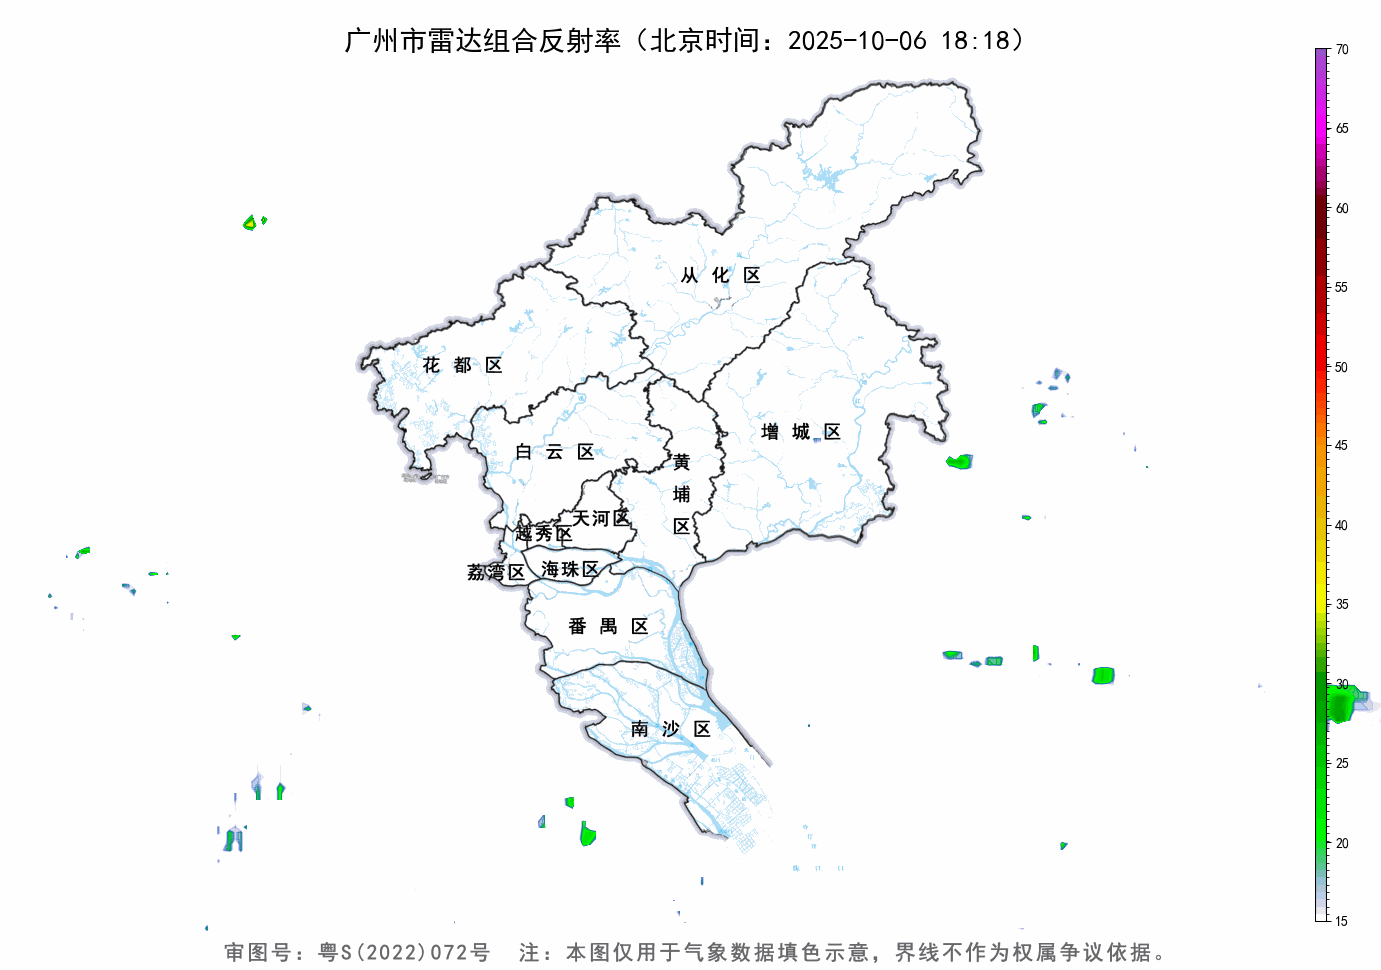 广州市雷达组合反射率（北京时间：2025-10-06 18:18）
70
65
60
55
50
45
40
35
30
25
20
15
从化区
花都区
增城区
白云区
黄埔区
天河区
越秀区
荔湾区
海珠区
番禺区
南沙区
审图号：粤S(2022)072号 注：本图仅用于气象数据填色示意，界线不作为权属争议依据。